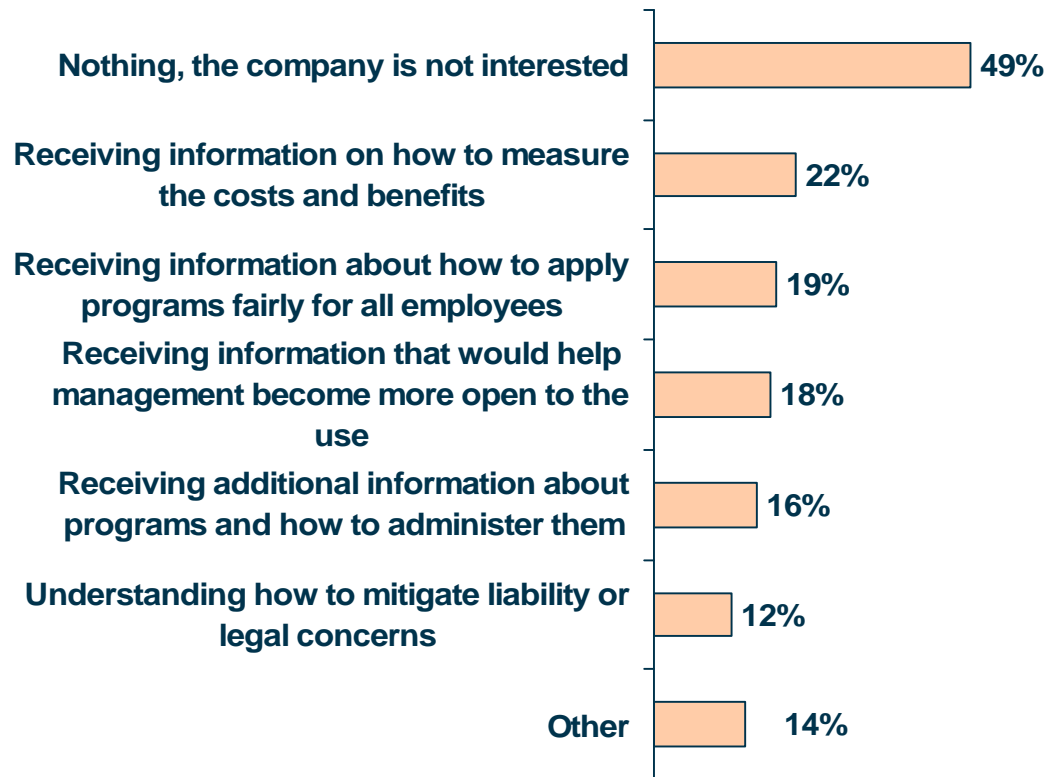 Nothing, the company is not interested 49%
Receiving information on how to measure
the costs and benefits 22%
Receiving information about how to apply
programs fairly for all employees 19%
Receiving information that would help
management become more open to the
use 18%
Receiving additional information about
programs and how to administer them 16%
Understanding how to mitigate liability or
legal concerns 12%
Other 14%